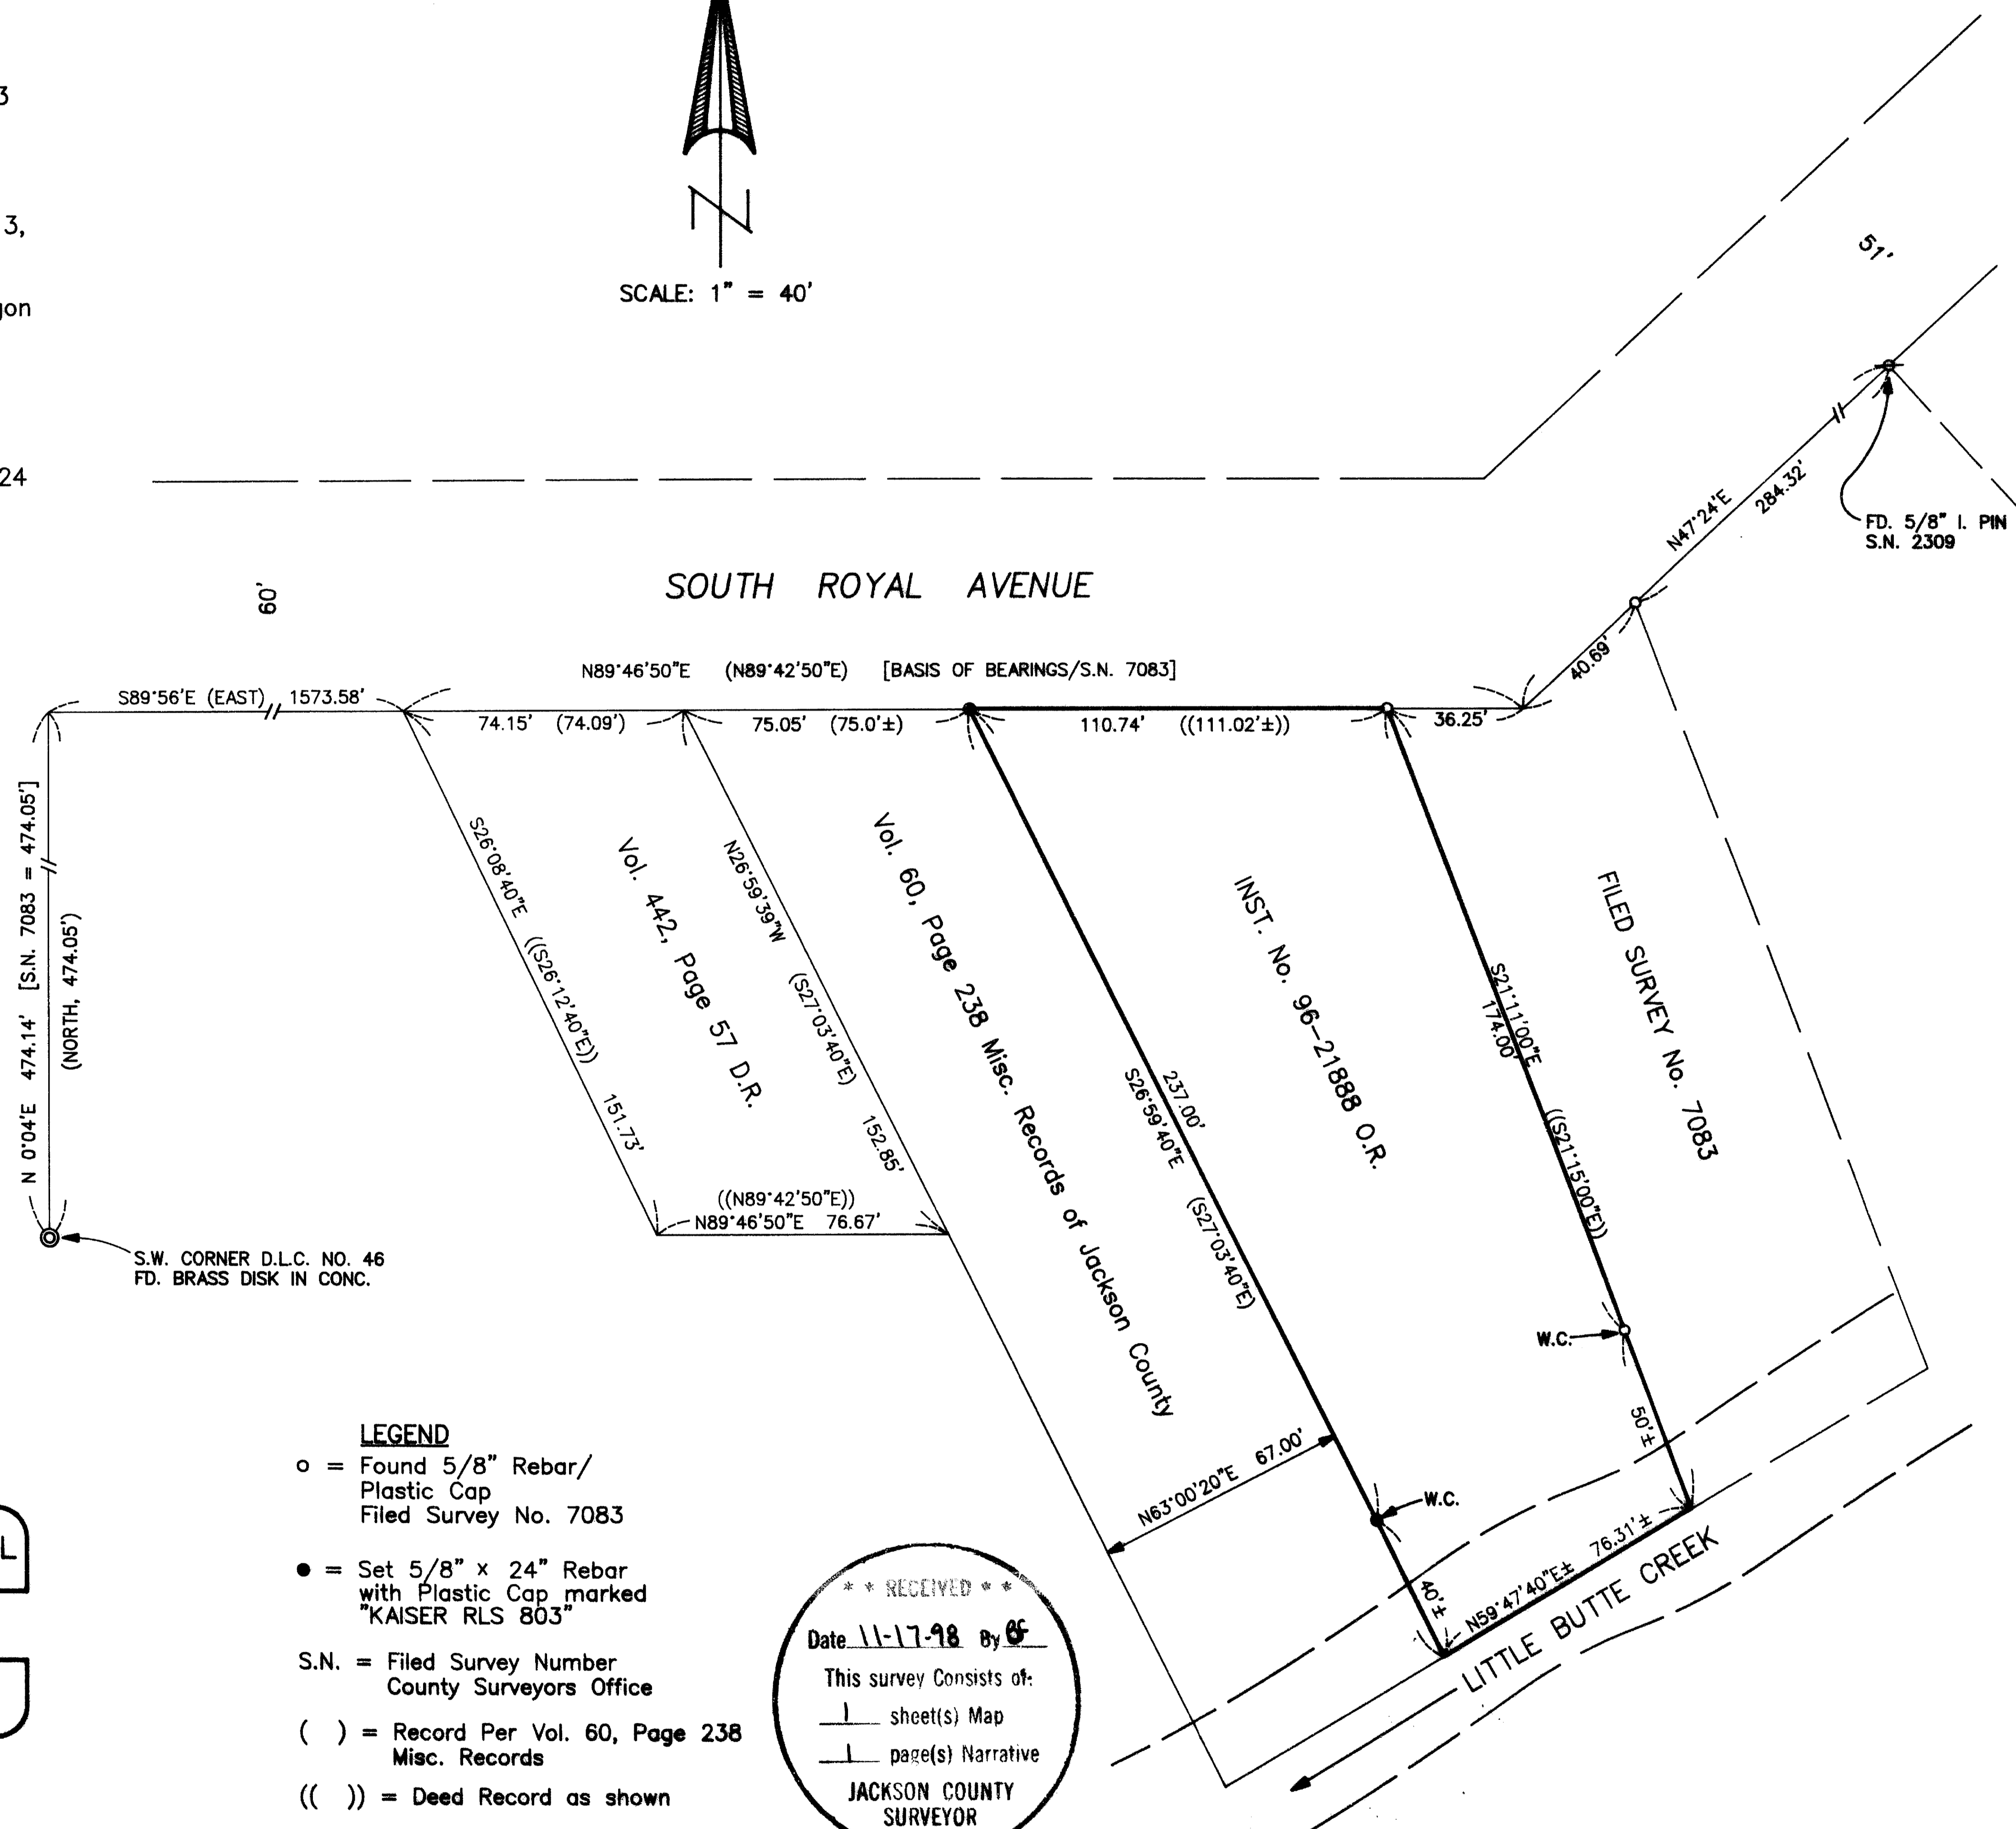 3
3,
gon
24
N
SCALE: 1" = 40'
51'
FD. 5/8" I. PIN
S.N. 2309
N47°24'E
284.32'
40.69'
60'
SOUTH ROYAL AVENUE
N89°46'50"E (N89°42'50"E) [BASIS OF BEARINGS/S.N. 7083]
S89°56'E (EAST) 1573.58'
74.15' (74.09')
75.05' (75.0'±)
110.74' ((111.02'±))
36.25'
N 0°04'E 474.14' [S.N. 7083 = 474.05']
(NORTH, 474.05')
S26°08'40"E ((S26°12'40"E)) 151.73'
Vol. 442, Page 57 D.R.
N26°59'39"W (S27°03'40"E) 152.85'
Vol. 60, Page 238 Misc. Records of Jackson County
237.00'
S26°59'40"E (S27°03'40"E)
INST. No. 96-21888 O.R.
S21°11'00"E ((S21°15'00"E))
174.00'
FILED SURVEY No. 7083
((N89°42'50"E))
N89°46'50"E 76.67'
S.W. CORNER D.L.C. NO. 46
FD. BRASS DISK IN CONC.
W.C.
50'±
N63°00'20"E 67.00'
W.C.
40'±
N59°47'40"E± 76.31'±
LITTLE BUTTE CREEK
LEGEND
o = Found 5/8" Rebar/
Plastic Cap
Filed Survey No. 7083
● = Set 5/8" × 24" Rebar
with Plastic Cap marked
"KAISER RLS 803"
S.N. = Filed Survey Number
County Surveyors Office
( ) = Record Per Vol. 60, Page 238
Misc. Records
(( )) = Deed Record as shown
* * RECEIVED * *
Date 11-17-98 By
This survey Consists of:
1 sheet(s) Map
1 page(s) Narrative
JACKSON COUNTY
SURVEYOR
L